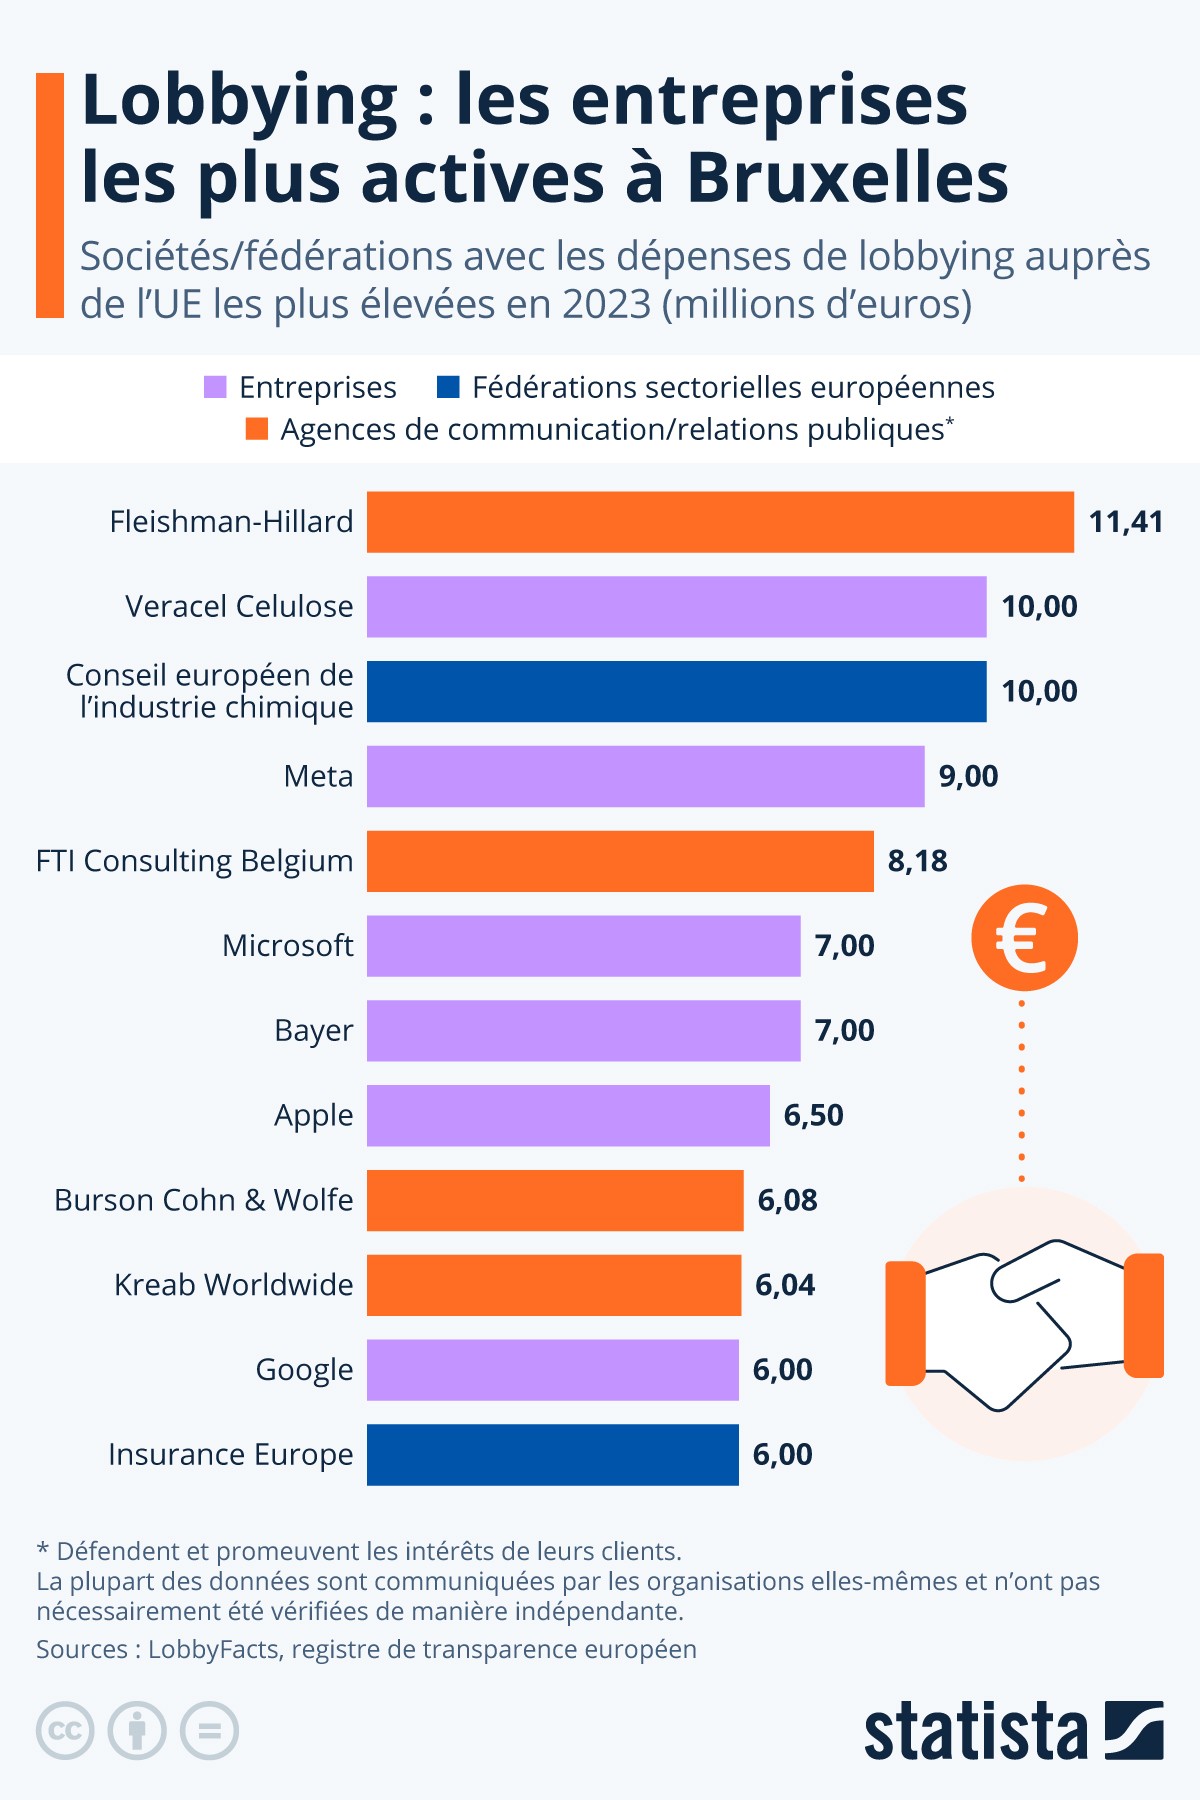 Lobbying : les entreprises
les plus actives à Bruxelles
Sociétés/fédérations avec les dépenses de lobbying auprès
de l’UE les plus élevées en 2023 (millions d’euros)
Entreprises Fédérations sectorielles européennes
Agences de communication/relations publiques*
Fleishman-Hillard 11,41
Veracel Celulose 10,00
Conseil européen de
l’industrie chimique 10,00
Meta 9,00
FTI Consulting Belgium 8,18
Microsoft 7,00
Bayer 7,00
Apple 6,50
Burson Cohn & Wolfe 6,08
Kreab Worldwide 6,04
Google 6,00
Insurance Europe 6,00
€
* Défendent et promeuvent les intérêts de leurs clients.
La plupart des données sont communiquées par les organisations elles-mêmes et n’ont pas
nécessairement été vérifiées de manière indépendante.
Sources : LobbyFacts, registre de transparence européen
cc =
statista